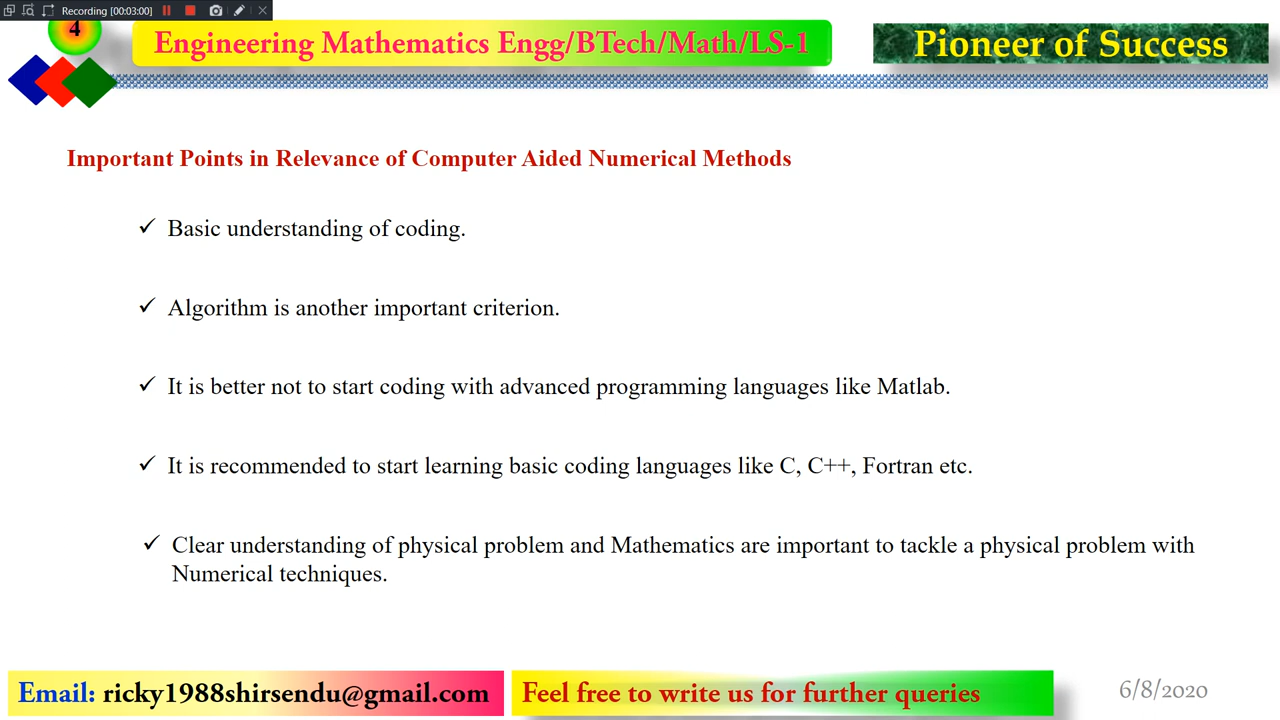 Recording [00:03:00]
4
Engineering Mathematics Engg/BTech/Math/LS-1
Pioneer of Success
Important Points in Relevance of Computer Aided Numerical Methods
✓ Basic understanding of coding.
✓ Algorithm is another important criterion.
✓ It is better not to start coding with advanced programming languages like Matlab.
✓ It is recommended to start learning basic coding languages like C, C++, Fortran etc.
✓ Clear understanding of physical problem and Mathematics are important to tackle a physical problem with
Numerical techniques.
Email: ricky1988shirsendu@gmail.com
Feel free to write us for further queries
6/8/2020